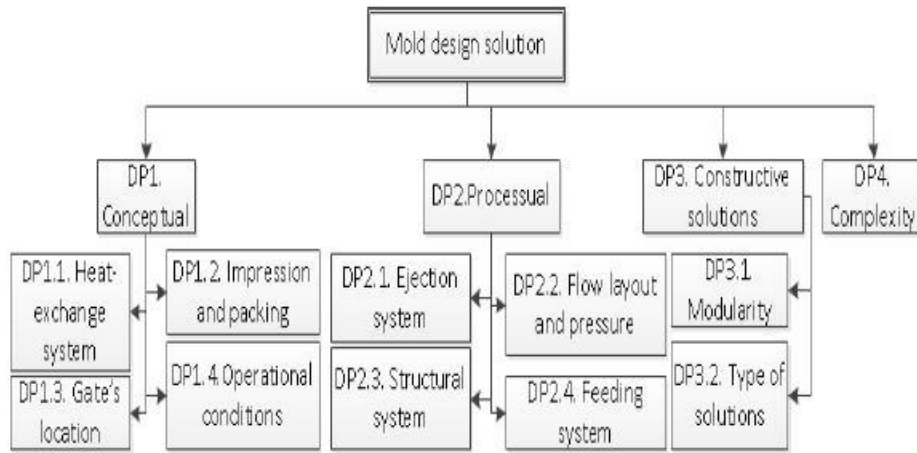 Mold design solution
DP1.
Conceptual
DP2.Processual
DP3. Constructive
solutions
DP4.
Complexity
DP1.1. Heat-
exchange
system
DP1.2. Impression
and packing
DP2.1. Ejection
system
DP2.2. Flow layout
and pressure
DP3.1.
Modularity
DP1.3. Gate's
location
DP1.4.Operational
conditions
DP2.3. Structural
system
DP2.4. Feeding
system
DP3.2. Type of
solutions